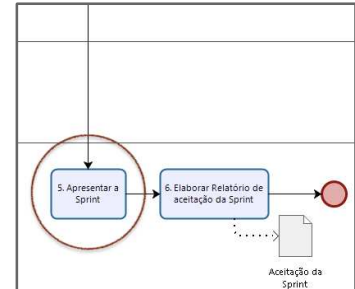 5. Apresentar a
Sprint
6. Elaborar Relatório de
aceitação da Sprint
Aceitação da
Sprint